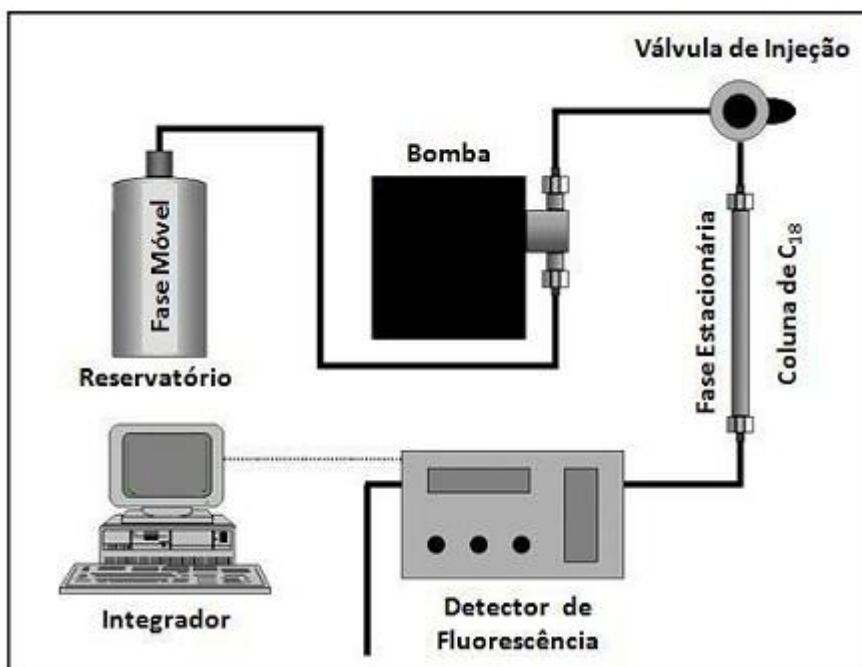 Válvula de Injeção
Bomba
Fase Móvel
Reservatório
Fase Estacionária
Coluna de C₁₈
Integrador
Detector de
Fluorescência